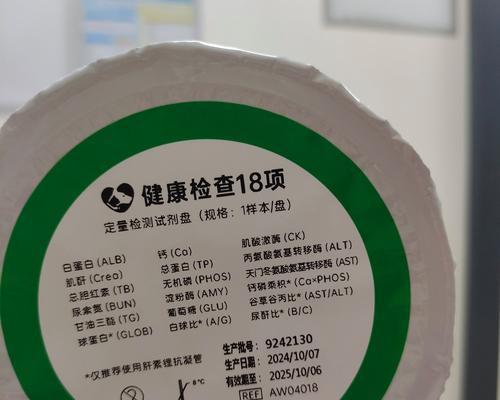 健康检查18项
定量检测试剂盘（规格：1样本/盘）
白蛋白(ALB) 钙(Ca) 肌酸激酶(CK)
肌酐(Crea) 总蛋白(TP) 丙氨酸氨基转移酶(ALT)
总胆红素(TB) 无机磷(PHOS) 天门冬氨酸氨基转移酶(AST)
尿素氮(BUN) 淀粉酶(AMY) 钙磷乘积*(Ca×PHOS)
甘油三酯(TG) 葡萄糖(GLU) 谷草谷丙比*(AST/ALT)
球蛋白*(GLOB) 白球比*(A/G) 尿酐比*(B/C)
*仅推荐使用肝素锂抗凝管
生产批号：9242130
生产日期：2024/10/07
有效期至：2025/10/06
8℃
REF AW04018